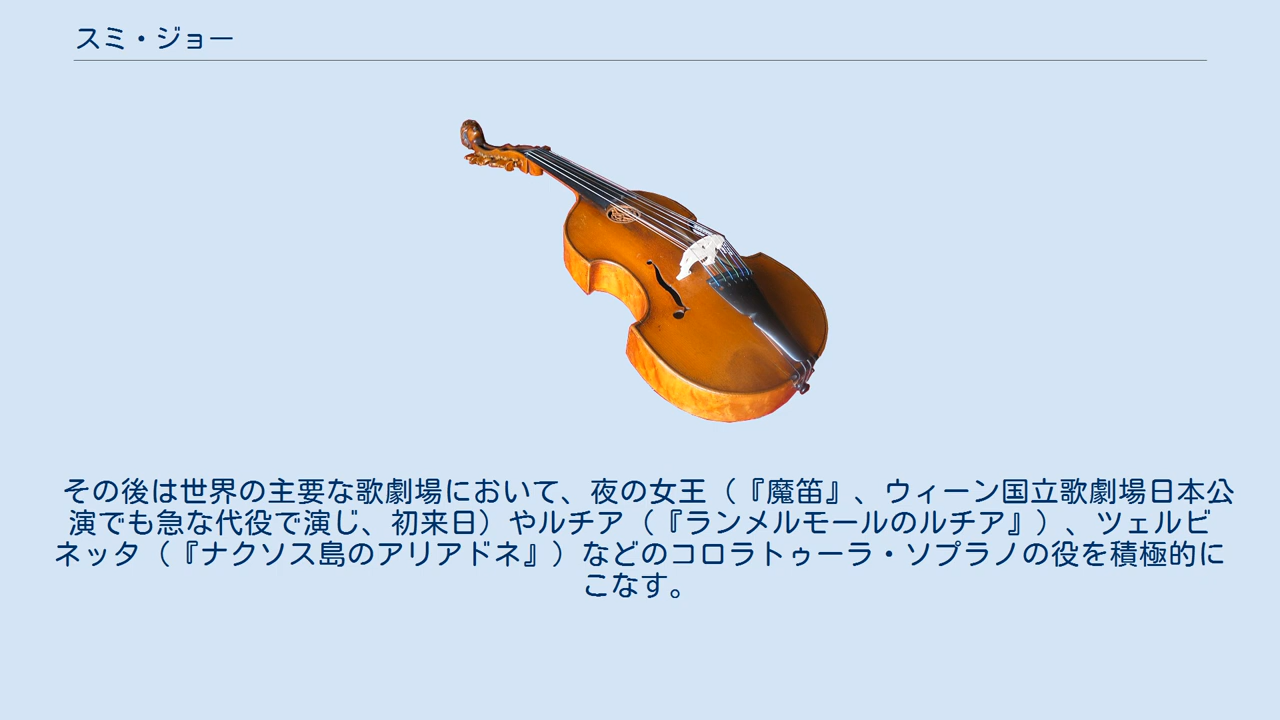 スミ・ジョー
その後は世界の主要な歌劇場において、夜の女王（『魔笛』、ウィーン国立歌劇場日本公
演でも急な代役で演じ、初来日）やルチア（『ランメルモールのルチア』）、ツェルビ
ネッタ（『ナクソス島のアリアドネ』）などのコロラトゥーラ・ソプラノの役を積極的に
こなす。